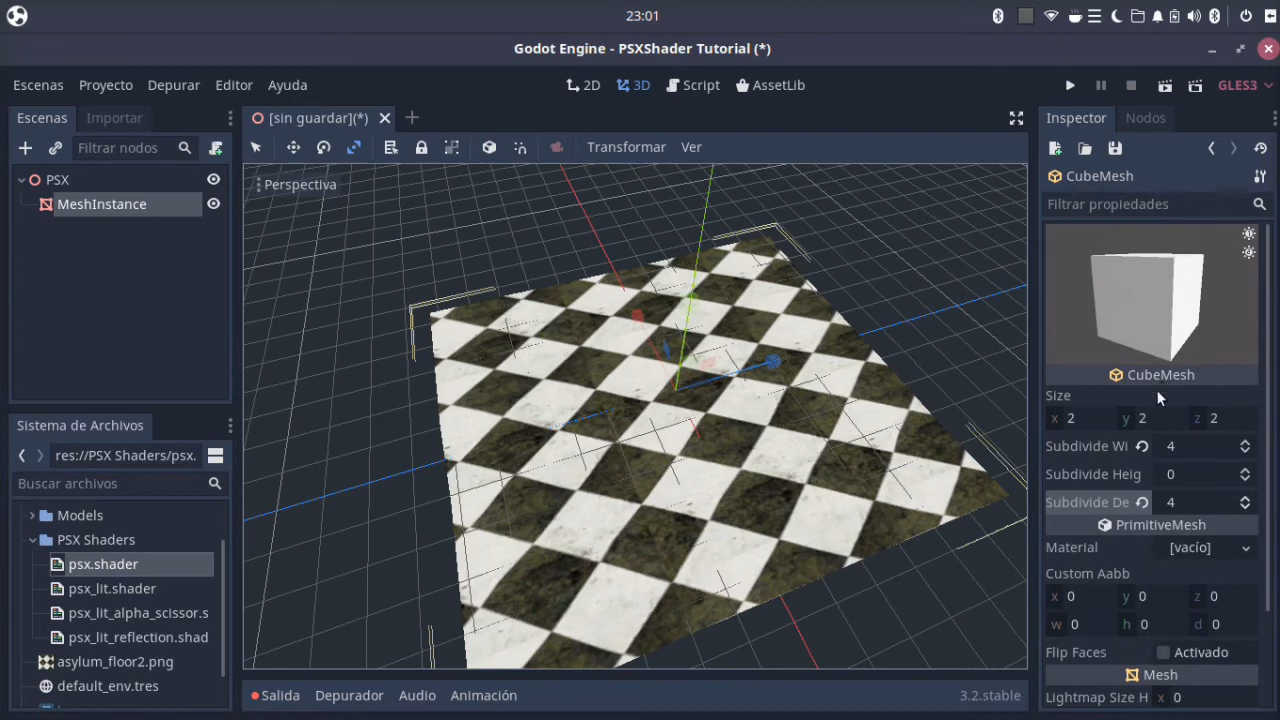 23:01
Godot Engine - PSXShader Tutorial (*)
Escenas Proyecto Depurar Editor Ayuda
2D 3D Script AssetLib
GLES3
Escenas Importar
Filtrar nodos
PSX
MeshInstance
[sin guardar](*)
Transformar Ver
Perspectiva
Sistema de Archivos
res://PSX Shaders/psx.
Buscar archivos
Models
PSX Shaders
psx.shader
psx_lit.shader
psx_lit_alpha_scissor.s
psx_lit_reflection.shad
asylum_floor2.png
default_env.tres
Salida Depurador Audio Animación
3.2.stable
Inspector Nodos
CubeMesh
Filtrar propiedades
CubeMesh
Size
x 2 y 2 z 2
Subdivide Wi 4
Subdivide Heig 0
Subdivide De 4
PrimitiveMesh
Material [vacío]
Custom Aabb
x 0 y 0 z 0
w 0 h 0 d 0
Flip Faces Activado
Mesh
Lightmap Size H x 0